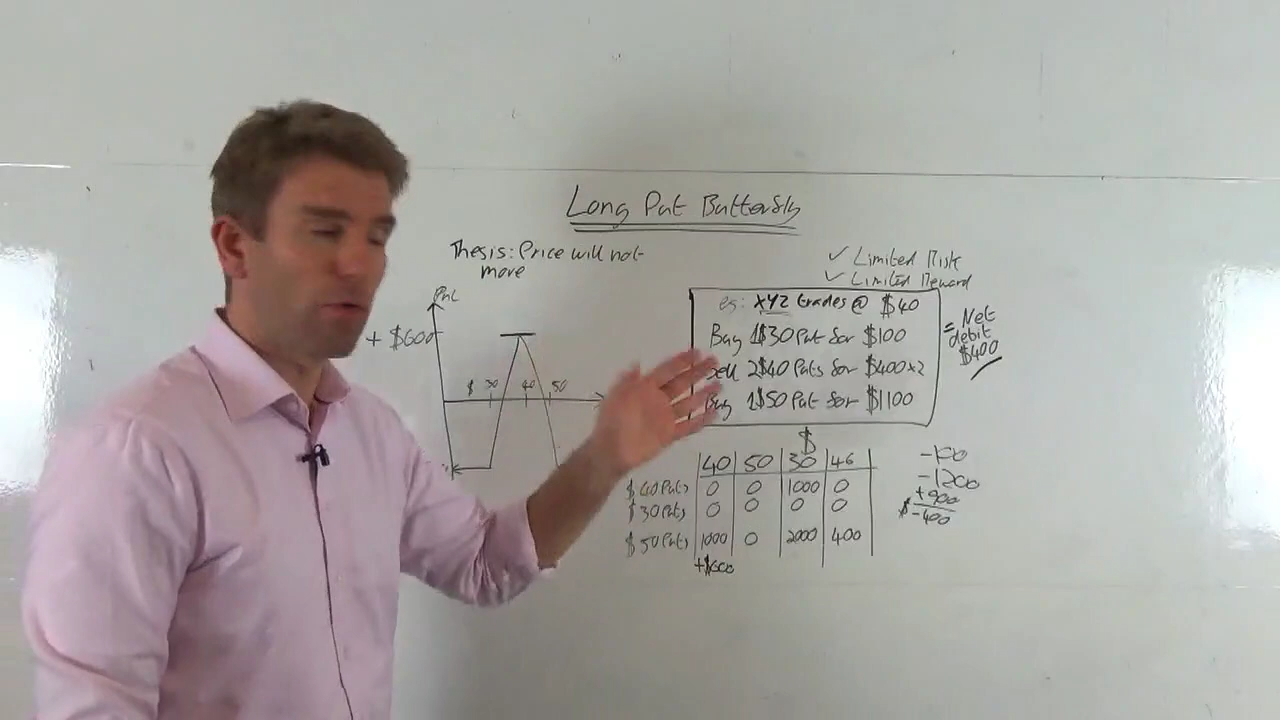 Long Put Butterfly
Thesis: Price will not
move
✓ Limited Risk
✓ Limited Reward
PnL
+ $600
$ 30 40 50
eg: XYZ trades @ $40
Buy 1 $30 Put for $100
Sell 2 $40 Puts for $400×2
Buy 1 $50 Put for $1100
= Net
debit
$400
$
40 50 30 46
$40 Puts 0 0 1000 0
$30 Puts 0 0 0 0
$50 Puts 1000 0 2000 400
+$600
-100
-1200
+900
$ -400